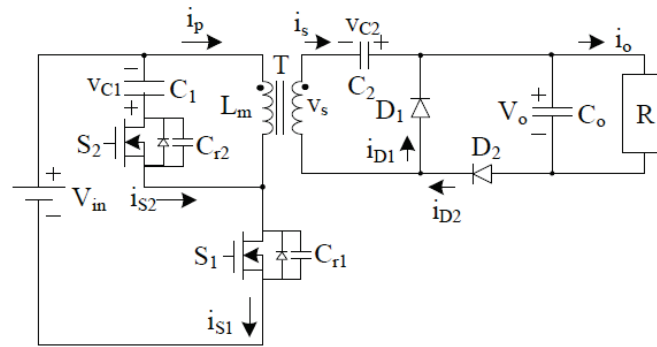 i_p
i_s
v_C2
i_o
T
v_C1
C_1
L_m
v_s
C_2
D_1
V_o
C_o
R
S_2
C_r2
i_D1
D_2
V_in
i_S2
i_D2
S_1
C_r1
i_S1